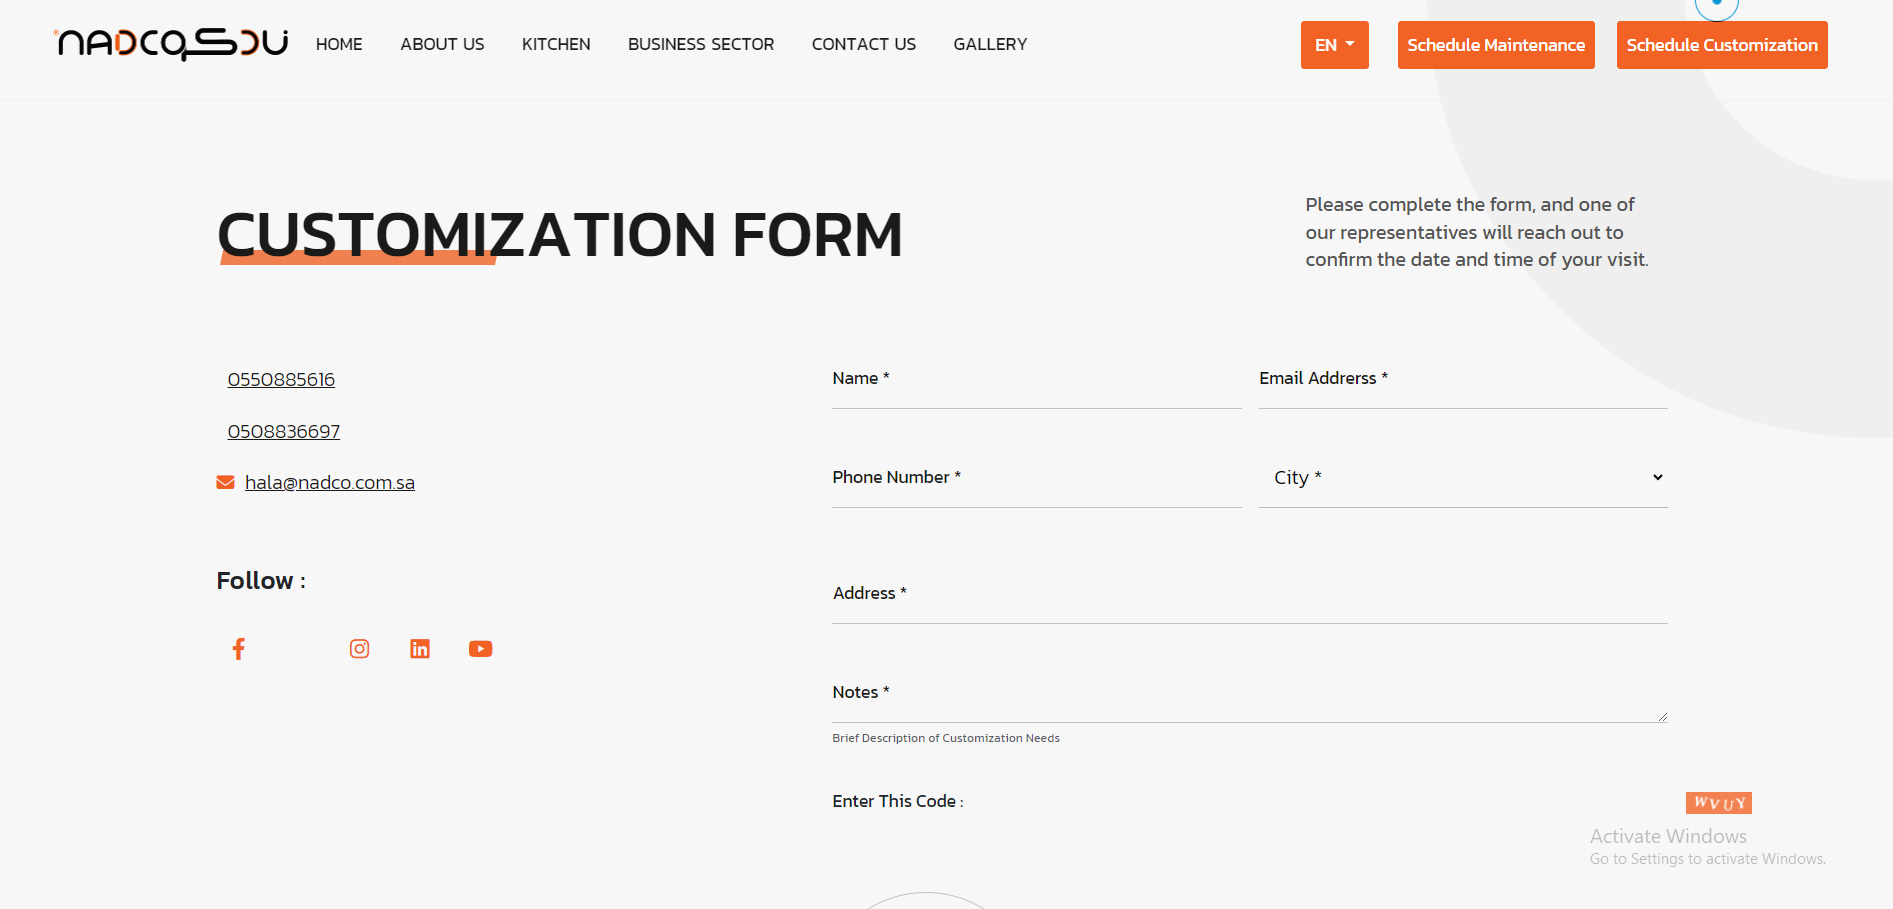 NADCO
HOME
ABOUT US
KITCHEN
BUSINESS SECTOR
CONTACT US
GALLERY
EN
Schedule Maintenance
Schedule Customization
CUSTOMIZATION FORM
Please complete the form, and one of
our representatives will reach out to
confirm the date and time of your visit.
0550885616
0508836697
hala@nadco.com.sa
Follow :
Name *
Email Addrerss *
Phone Number *
City *
Address *
Notes *
Brief Description of Customization Needs
Enter This Code :
WVUY
Activate Windows
Go to Settings to activate Windows.